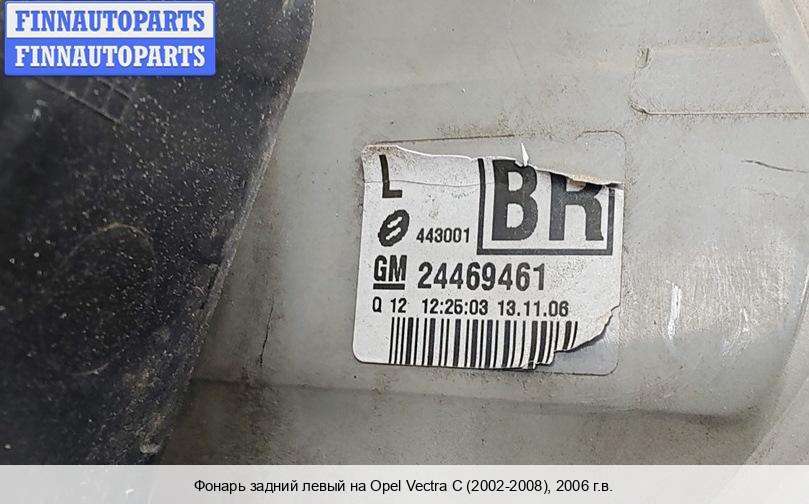 FINNAUTOPARTS
FINNAUTOPARTS
L
BR
443001
GM 24469461
Q 12 12:25:03 13.11.06
Фонарь задний левый на Opel Vectra C (2002-2008), 2006 г.в.